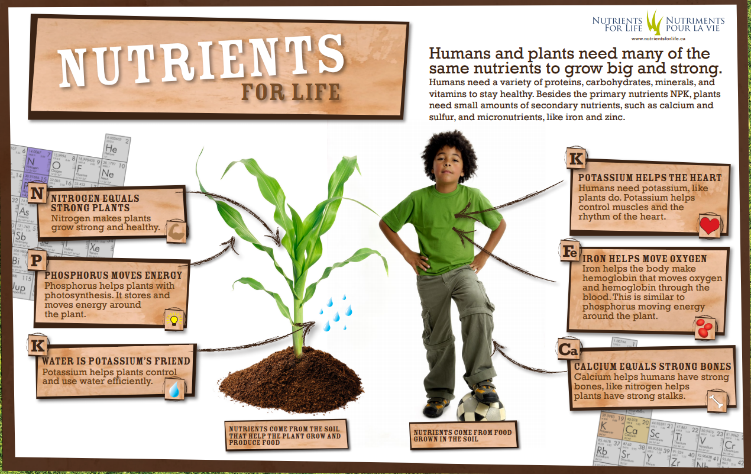 NUTRIENTS
FOR LIFE
NUTRIENTS FOR LIFE
NUTRIMENTS POUR LA VIE
Humans and plants need many of the
same nutrients to grow big and strong.
Humans need a variety of proteins, carbohydrates, minerals, and
vitamins to stay healthy. Besides the primary nutrients NPK, plants
need small amounts of secondary nutrients, such as calcium and
sulfur, and micronutrients, like iron and zinc.
N
NITROGEN EQUALS
STRONG PLANTS
Nitrogen makes plants
grow strong and healthy.
P
PHOSPHORUS MOVES ENERGY
Phosphorus helps plants with
photosynthesis. It stores and
moves energy around
the plant.
K
WATER IS POTASSIUM'S FRIEND
Potassium helps plants control
and use water efficiently.
NUTRIENTS COME FROM THE SOIL
THAT HELP THE PLANT GROW AND
PRODUCE FOOD
K
POTASSIUM HELPS THE HEART
Humans need potassium, like
plants do. Potassium helps
control muscles and the
rhythm of the heart.
Fe
IRON HELPS MOVE OXYGEN
Iron helps the body make
hemoglobin that moves oxygen
and hemoglobin through the
blood. This is similar to
phosphorus moving energy
around the plant.
Ca
CALCIUM EQUALS STRONG BONES
Calcium helps humans have strong
bones, like nitrogen helps
plants have strong stalks.
NUTRIENTS COME FROM FOOD
GROWN IN THE SOIL
He
N O F Ne
As
Xe
Bi
Ca Sc Ti V Cr